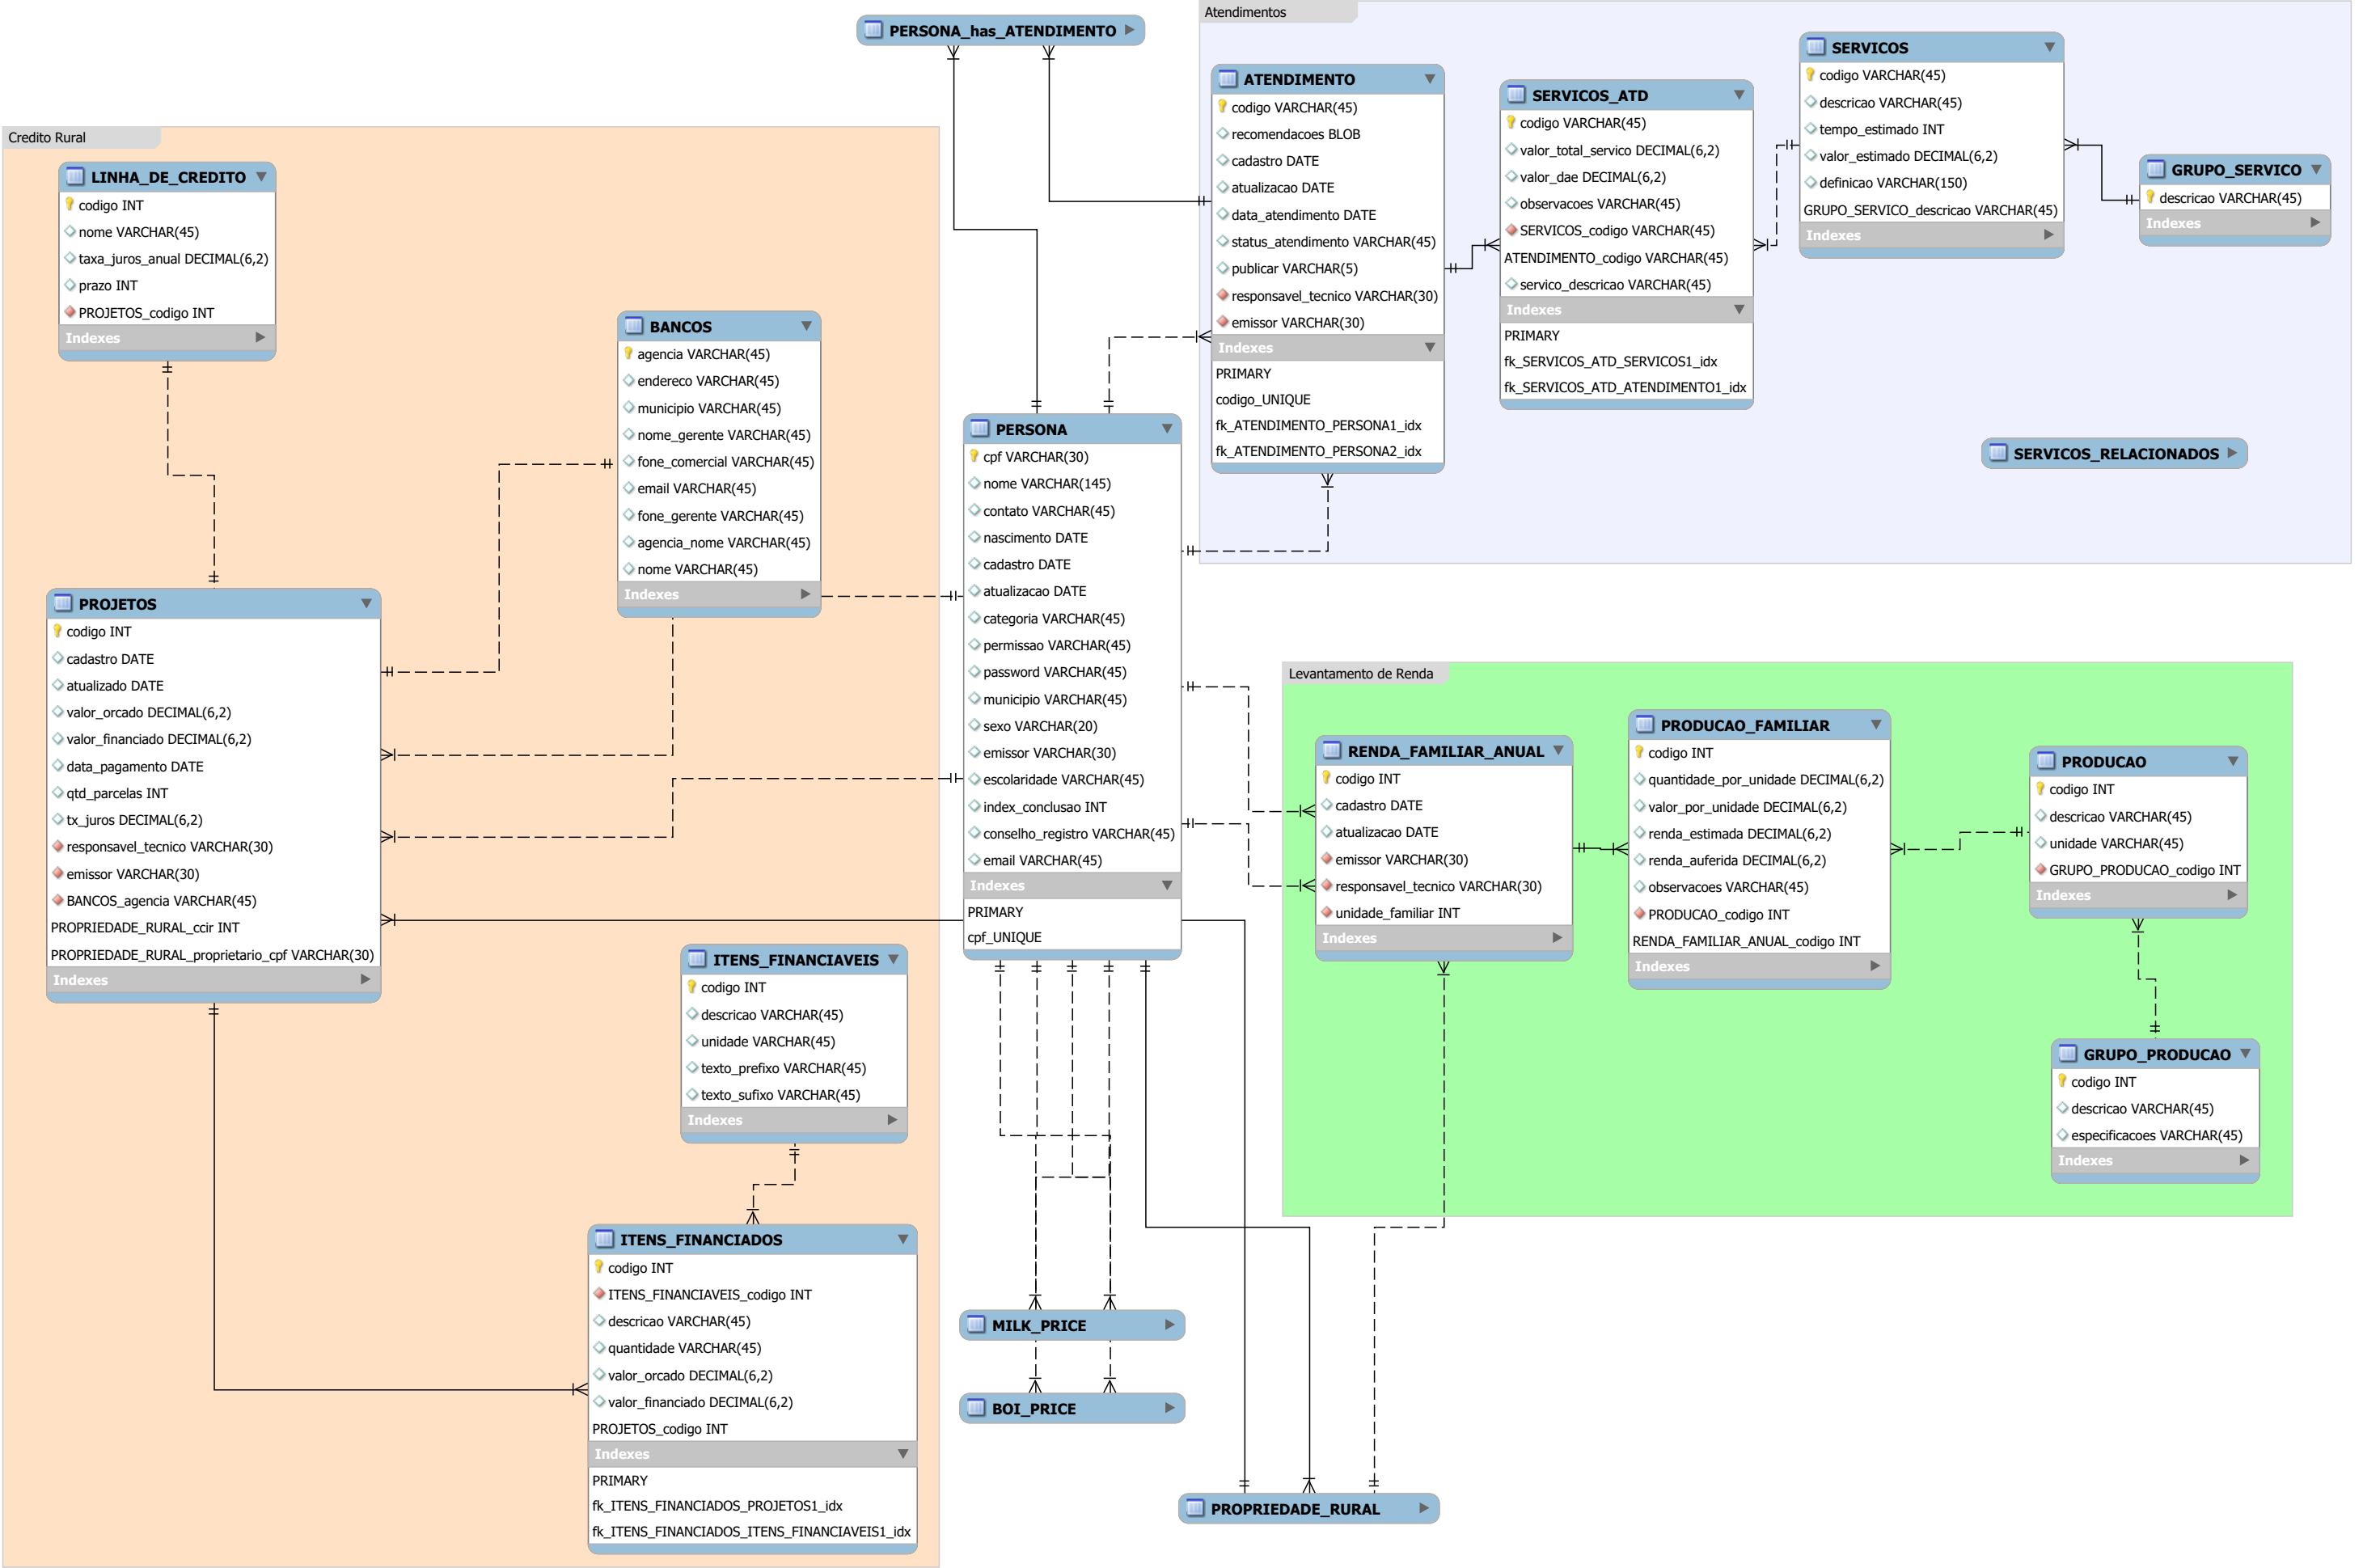 PERSONA_has_ATENDIMENTO
Atendimentos
ATENDIMENTO
codigo VARCHAR(45)
recomendacoes BLOB
cadastro DATE
atualizacao DATE
data_atendimento DATE
status_atendimento VARCHAR(45)
publicar VARCHAR(5)
responsavel_tecnico VARCHAR(30)
emissor VARCHAR(30)
Indexes
PRIMARY
codigo_UNIQUE
fk_ATENDIMENTO_PERSONA1_idx
fk_ATENDIMENTO_PERSONA2_idx
SERVICOS_ATD
codigo VARCHAR(45)
valor_total_servico DECIMAL(6,2)
valor_dae DECIMAL(6,2)
observacoes VARCHAR(45)
SERVICOS_codigo VARCHAR(45)
ATENDIMENTO_codigo VARCHAR(45)
servico_descricao VARCHAR(45)
Indexes
PRIMARY
fk_SERVICOS_ATD_SERVICOS1_idx
fk_SERVICOS_ATD_ATENDIMENTO1_idx
SERVICOS
codigo VARCHAR(45)
descricao VARCHAR(45)
tempo_estimado INT
valor_estimado DECIMAL(6,2)
definicao VARCHAR(150)
GRUPO_SERVICO_descricao VARCHAR(45)
Indexes
GRUPO_SERVICO
descricao VARCHAR(45)
Indexes
SERVICOS_RELACIONADOS
Credito Rural
LINHA_DE_CREDITO
codigo INT
nome VARCHAR(45)
taxa_juros_anual DECIMAL(6,2)
prazo INT
PROJETOS_codigo INT
Indexes
BANCOS
agencia VARCHAR(45)
endereco VARCHAR(45)
municipio VARCHAR(45)
nome_gerente VARCHAR(45)
fone_comercial VARCHAR(45)
email VARCHAR(45)
fone_gerente VARCHAR(45)
agencia_nome VARCHAR(45)
nome VARCHAR(45)
Indexes
PROJETOS
codigo INT
cadastro DATE
atualizado DATE
valor_orcado DECIMAL(6,2)
valor_financiado DECIMAL(6,2)
data_pagamento DATE
qtd_parcelas INT
tx_juros DECIMAL(6,2)
responsavel_tecnico VARCHAR(30)
emissor VARCHAR(30)
BANCOS_agencia VARCHAR(45)
PROPRIEDADE_RURAL_ccir INT
PROPRIEDADE_RURAL_proprietario_cpf VARCHAR(30)
Indexes
ITENS_FINANCIAVEIS
codigo INT
descricao VARCHAR(45)
unidade VARCHAR(45)
texto_prefixo VARCHAR(45)
texto_sufixo VARCHAR(45)
Indexes
ITENS_FINANCIADOS
codigo INT
ITENS_FINANCIAVEIS_codigo INT
descricao VARCHAR(45)
quantidade VARCHAR(45)
valor_orcado DECIMAL(6,2)
valor_financiado DECIMAL(6,2)
PROJETOS_codigo INT
Indexes
PRIMARY
fk_ITENS_FINANCIADOS_PROJETOS1_idx
fk_ITENS_FINANCIADOS_ITENS_FINANCIAVEIS1_idx
PERSONA
cpf VARCHAR(30)
nome VARCHAR(145)
contato VARCHAR(45)
nascimento DATE
cadastro DATE
atualizacao DATE
categoria VARCHAR(45)
permissao VARCHAR(45)
password VARCHAR(45)
municipio VARCHAR(45)
sexo VARCHAR(20)
emissor VARCHAR(30)
escolaridade VARCHAR(45)
index_conclusao INT
conselho_registro VARCHAR(45)
email VARCHAR(45)
Indexes
PRIMARY
cpf_UNIQUE
Levantamento de Renda
RENDA_FAMILIAR_ANUAL
codigo INT
cadastro DATE
atualizacao DATE
emissor VARCHAR(30)
responsavel_tecnico VARCHAR(30)
unidade_familiar INT
Indexes
PRODUCAO_FAMILIAR
codigo INT
quantidade_por_unidade DECIMAL(6,2)
valor_por_unidade DECIMAL(6,2)
renda_estimada DECIMAL(6,2)
renda_auferida DECIMAL(6,2)
observacoes VARCHAR(45)
PRODUCAO_codigo INT
RENDA_FAMILIAR_ANUAL_codigo INT
Indexes
PRODUCAO
codigo INT
descricao VARCHAR(45)
unidade VARCHAR(45)
GRUPO_PRODUCAO_codigo INT
Indexes
GRUPO_PRODUCAO
codigo INT
descricao VARCHAR(45)
especificacoes VARCHAR(45)
Indexes
MILK_PRICE
BOI_PRICE
PROPRIEDADE_RURAL